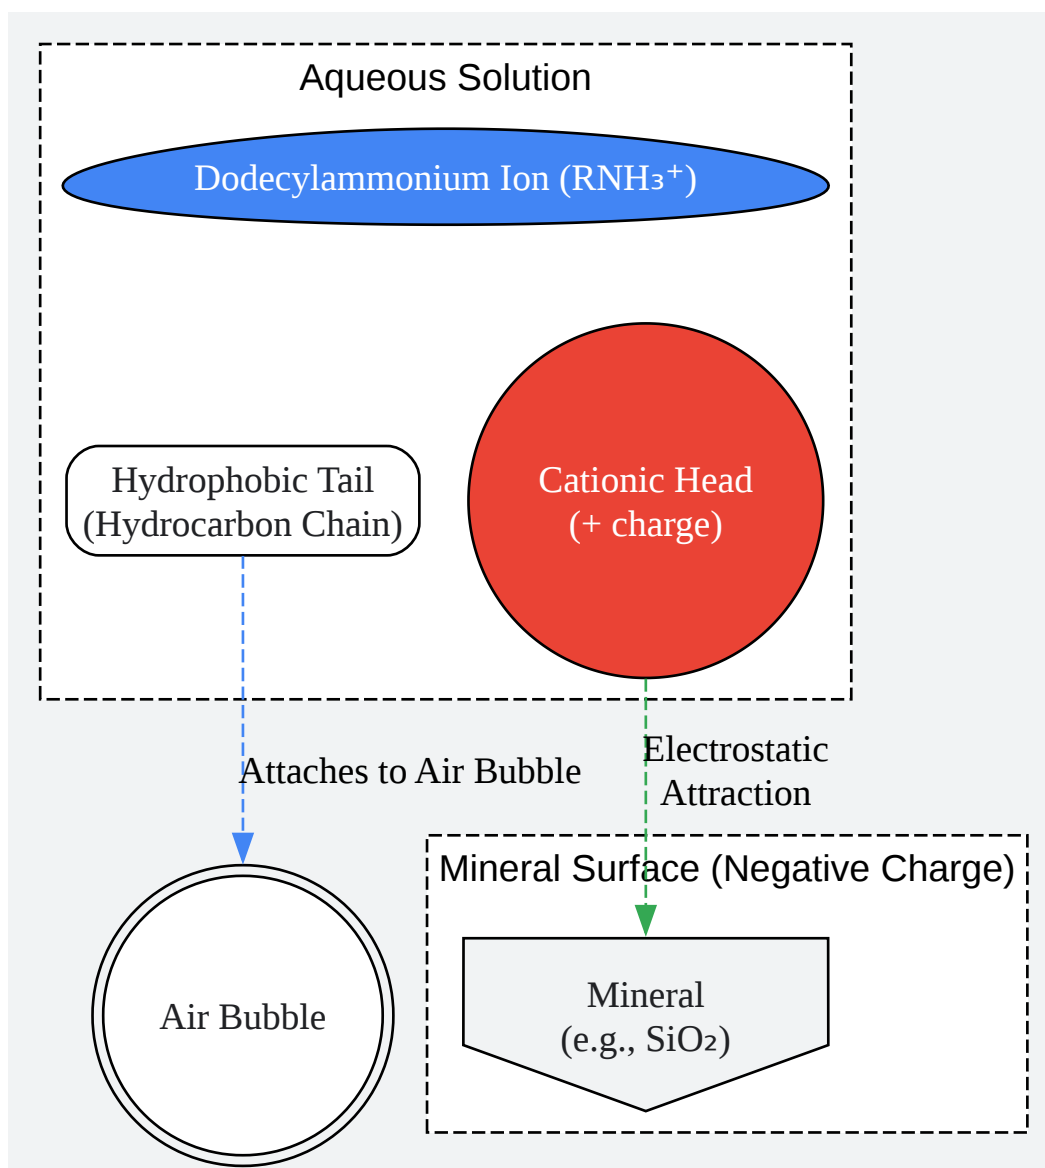 Aqueous Solution
Dodecylammonium Ion (RNH₃⁺)
Hydrophobic Tail
(Hydrocarbon Chain)
Cationic Head
(+ charge)
Attaches to Air Bubble
Electrostatic
Attraction
Mineral Surface (Negative Charge)
Air Bubble
Mineral
(e.g., SiO₂)